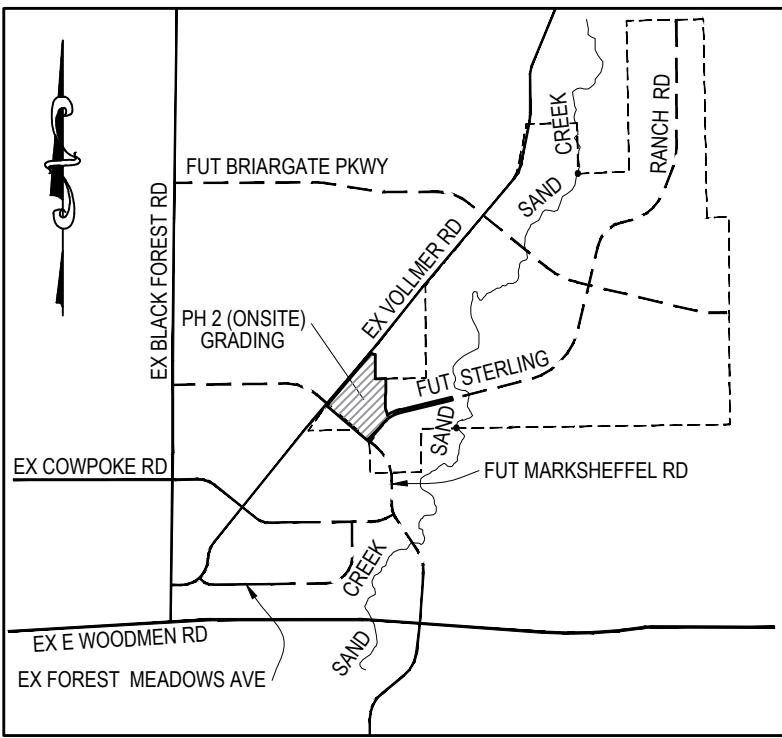 CREEK
SAND
RANCH RD
FUT BRIARGATE PKWY
EX BLACK FOREST RD
EX VOLLMER RD
PH 2 (ONSITE)
GRADING
FUT STERLING
SAND
EX COWPOKE RD
FUT MARKSHEFFEL RD
CREEK
SAND
EX E WOODMEN RD
EX FOREST MEADOWS AVE